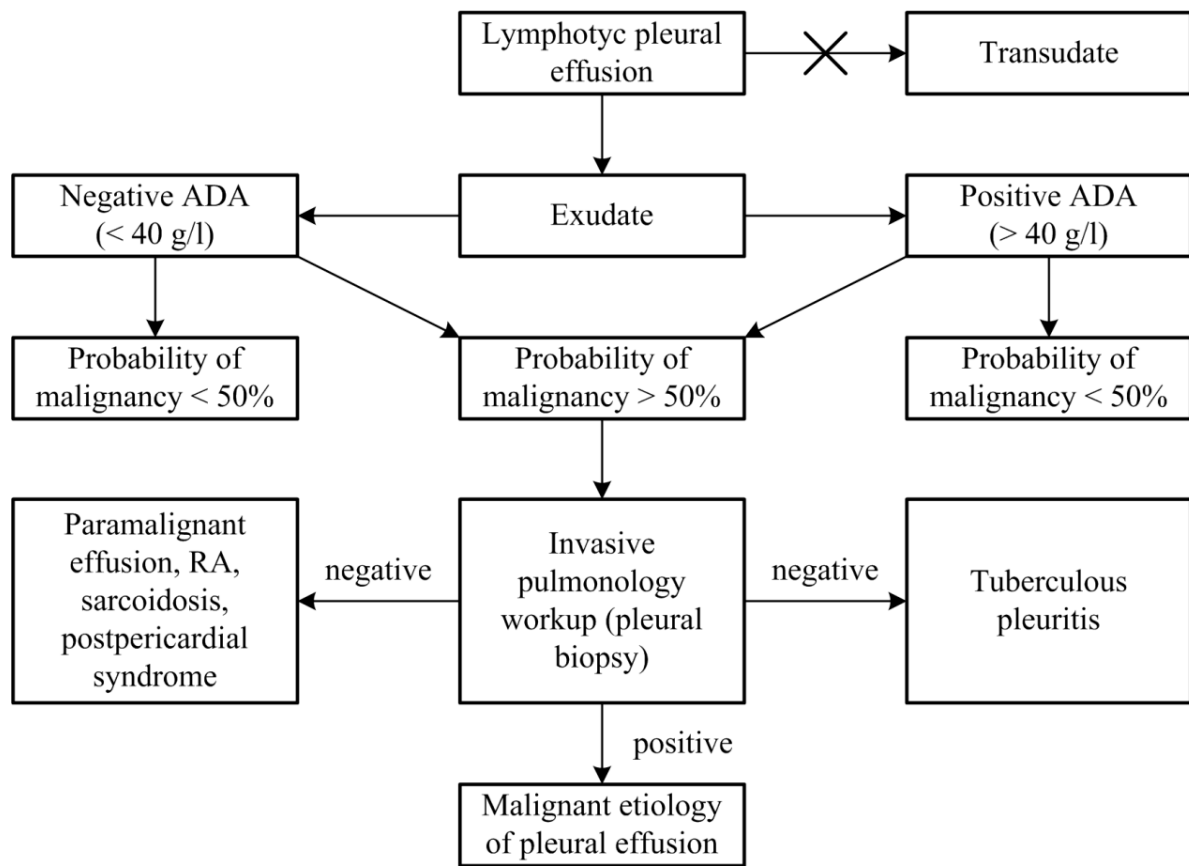 Lymphotyc pleural
effusion
Transudate
Negative ADA
(< 40 g/l)
Exudate
Positive ADA
(> 40 g/l)
Probability of
malignancy < 50%
Probability of
malignancy > 50%
Probability of
malignancy < 50%
Paramalignant
effusion, RA,
sarcoidosis,
postpericardial
syndrome
negative
Invasive
pulmonology
workup (pleural
biopsy)
negative
Tuberculous
pleuritis
positive
Malignant etiology
of pleural effusion